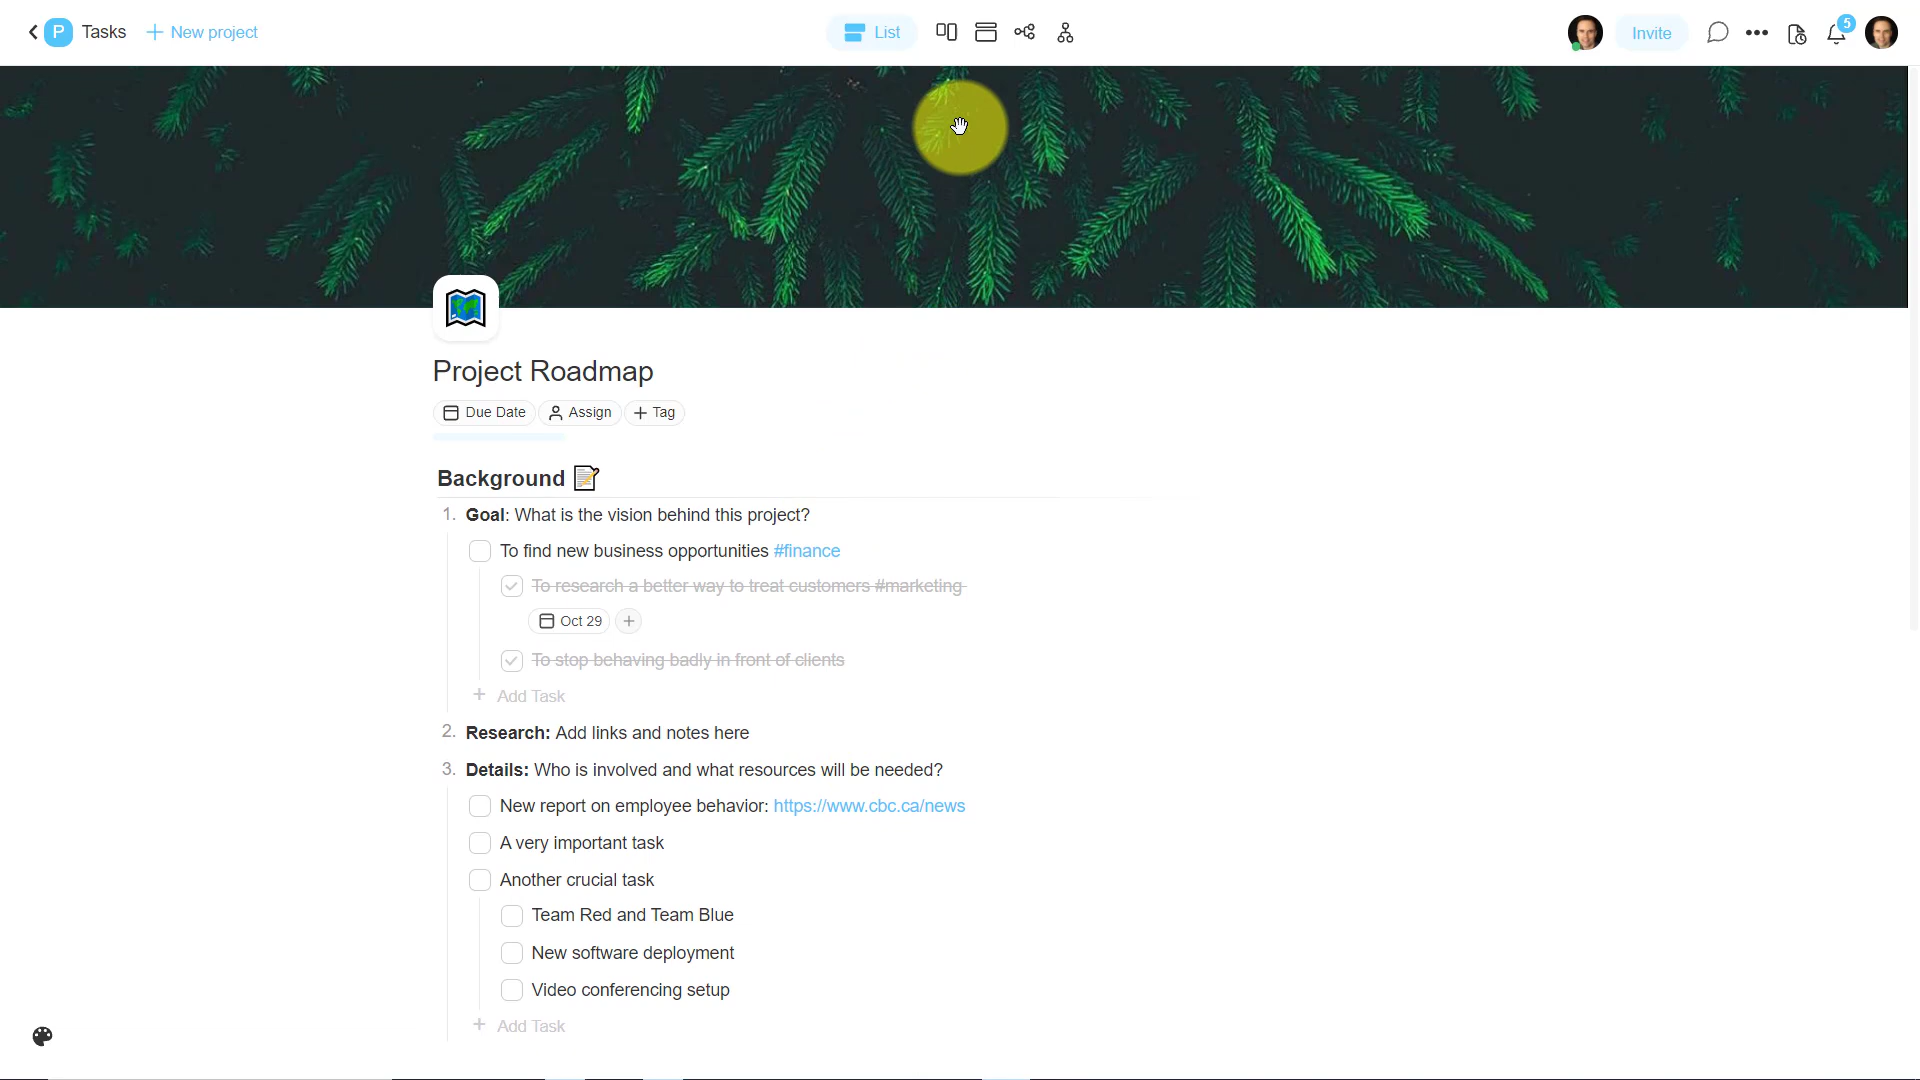 P Tasks + New project List Invite 5
Project Roadmap
Due Date Assign + Tag
Background
1. Goal: What is the vision behind this project?
To find new business opportunities #finance
To research a better way to treat customers #marketing
Oct 29 +
To stop behaving badly in front of clients
+ Add Task
2. Research: Add links and notes here
3. Details: Who is involved and what resources will be needed?
New report on employee behavior: https://www.cbc.ca/news
A very important task
Another crucial task
Team Red and Team Blue
New software deployment
Video conferencing setup
+ Add Task